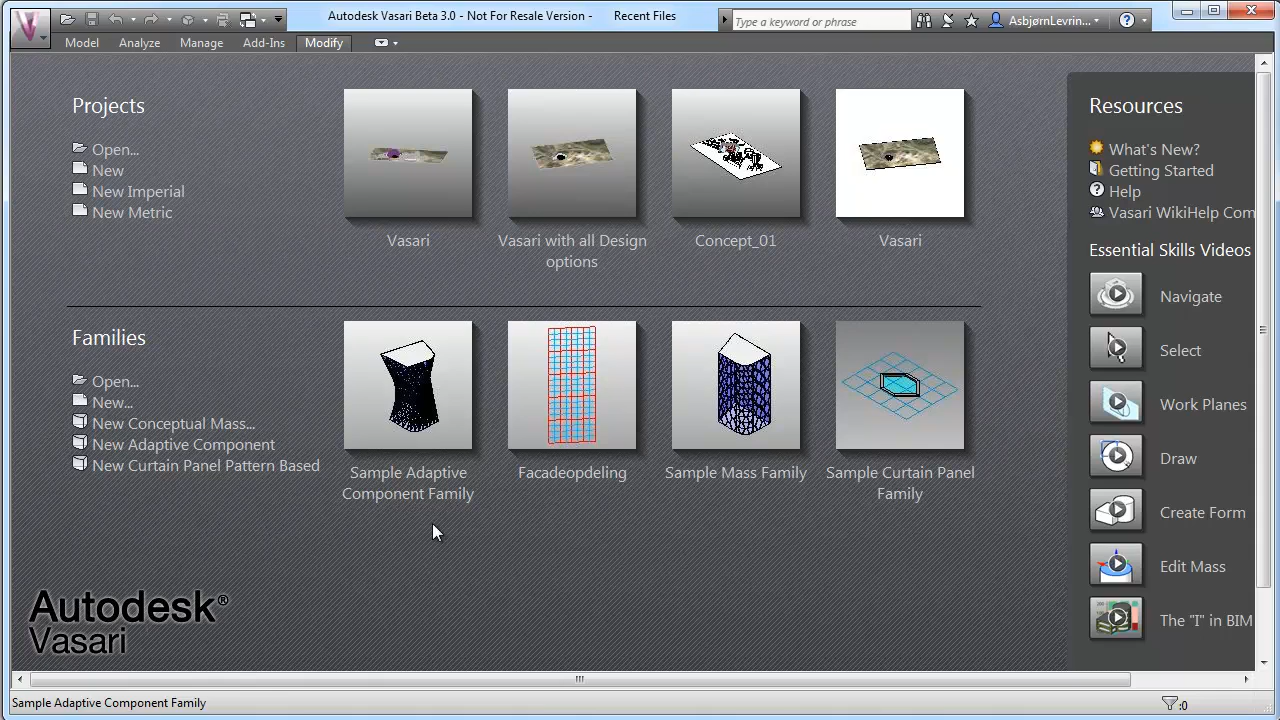 Autodesk Vasari Beta 3.0 - Not For Resale Version -
Recent Files
Type a keyword or phrase
AsbjørnLevrin...
Model
Analyze
Manage
Add-Ins
Modify
Projects
Open...
New
New Imperial
New Metric
Vasari
Vasari with all Design
options
Concept_01
Vasari
Families
Open...
New...
New Conceptual Mass...
New Adaptive Component
New Curtain Panel Pattern Based
Sample Adaptive
Component Family
Facadeopdeling
Sample Mass Family
Sample Curtain Panel
Family
Resources
What's New?
Getting Started
Help
Vasari WikiHelp Com
Essential Skills Videos
Navigate
Select
Work Planes
Draw
Create Form
Edit Mass
The "I" in BIM
Autodesk®
Vasari
Sample Adaptive Component Family
:0